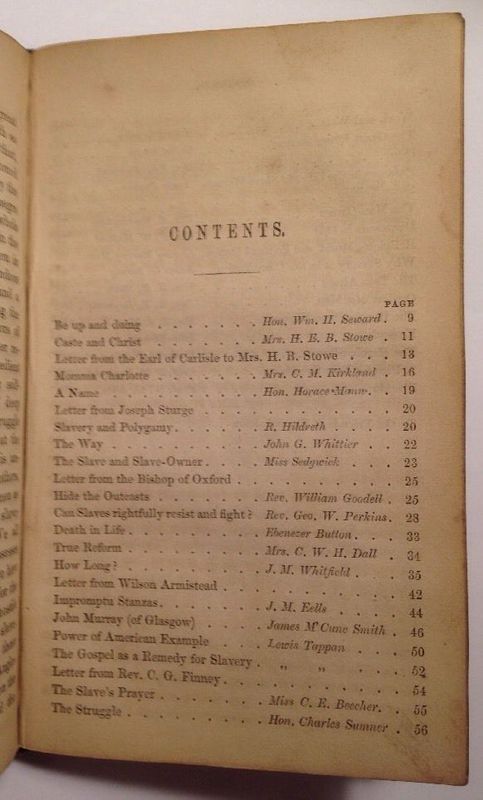 CONTENTS.
PAGE
Be up and doing . . . . . . . Hon. Wm. H. Seward . 9
Caste and Christ . . . . . . . Mrs. H. E. B. Stowe . 11
Letter from the Earl of Carlisle to Mrs. H. B. Stowe . . . 13
Momma Charlotte . . . . . . . Mrs. C. M. Kirkland . 16
A Name . . . . . . . . . Hon. Horace Mann . . 19
Letter from Joseph Sturge . . . . . . . . . . . 20
Slavery and Polygamy . . . . . . R. Hildreth . . . . 20
The Way . . . . . . . . . John G. Whittier . . 22
The Slave and Slave-Owner . . . . Miss Sedgwick . . . 23
Letter from the Bishop of Oxford . . . . . . . . . 25
Hide the Outcasts . . . . . . . Rev. William Goodell . 25
Can Slaves rightfully resist and fight? Rev. Geo. W. Perkins. 28
Death in Life . . . . . . . . Ebenezer Button . . . 33
True Reform . . . . . . . . Mrs. C. W. H. Dall . 34
How Long? . . . . . . . . . J. M. Whitfield . . . 35
Letter from Wilson Armistead . . . . . . . . . . 42
Impromptu Stanzas . . . . . . . J. M. Eells . . . . 44
John Murray (of Glasgow) . . . . James M'Cune Smith . 46
Power of American Example . . . Lewis Tappan . . . 50
The Gospel as a Remedy for Slavery . „ „ . . . 52
Letter from Rev. C. G. Finney . . . . . . . . . . 54
The Slave's Prayer . . . . . . . Miss C. E. Beecher. . 55
The Struggle . . . . . . . . Hon. Charles Sumner . 56